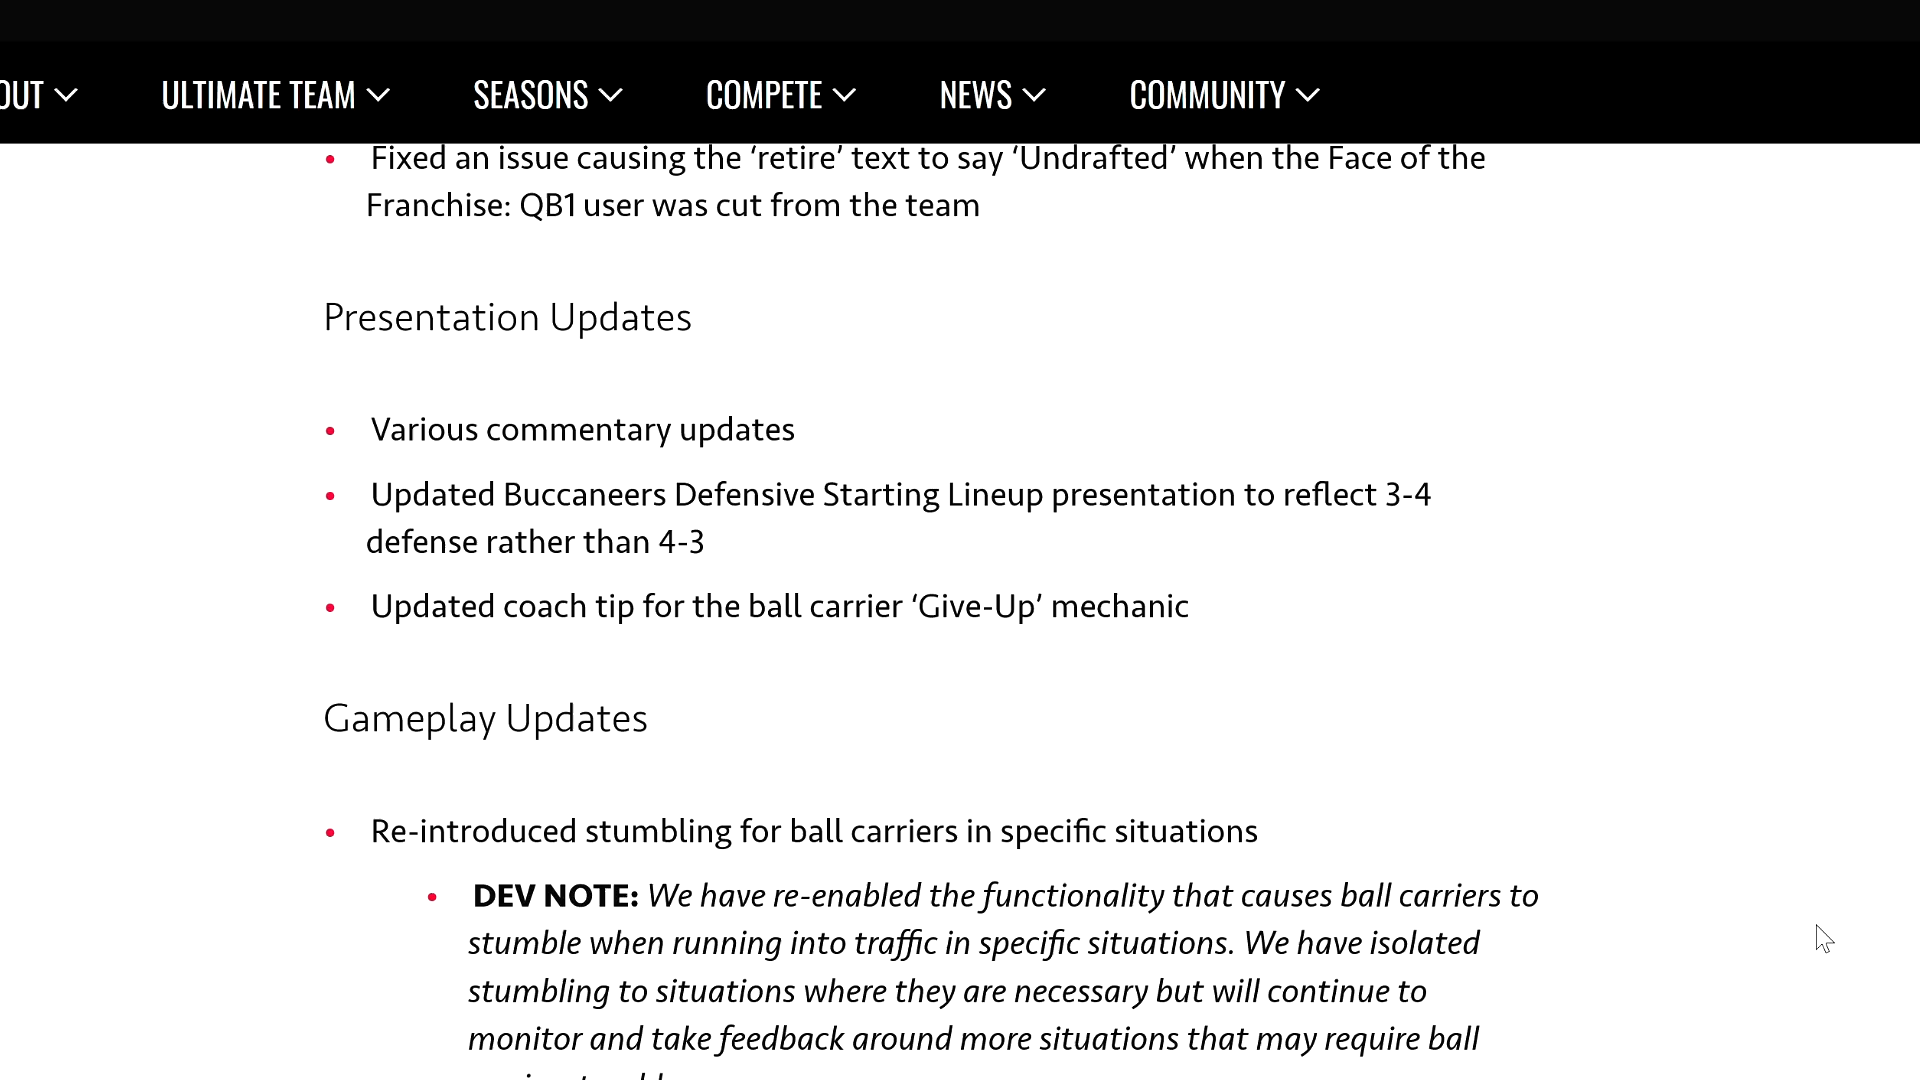 OUT ULTIMATE TEAM SEASONS COMPETE NEWS COMMUNITY
• Fixed an issue causing the ‘retire’ text to say ‘Undrafted’ when the Face of the
Franchise: QB1 user was cut from the team
Presentation Updates
• Various commentary updates
• Updated Buccaneers Defensive Starting Lineup presentation to reflect 3-4
defense rather than 4-3
• Updated coach tip for the ball carrier ‘Give-Up’ mechanic
Gameplay Updates
• Re-introduced stumbling for ball carriers in specific situations
• DEV NOTE: We have re-enabled the functionality that causes ball carriers to
stumble when running into traffic in specific situations. We have isolated
stumbling to situations where they are necessary but will continue to
monitor and take feedback around more situations that may require ball